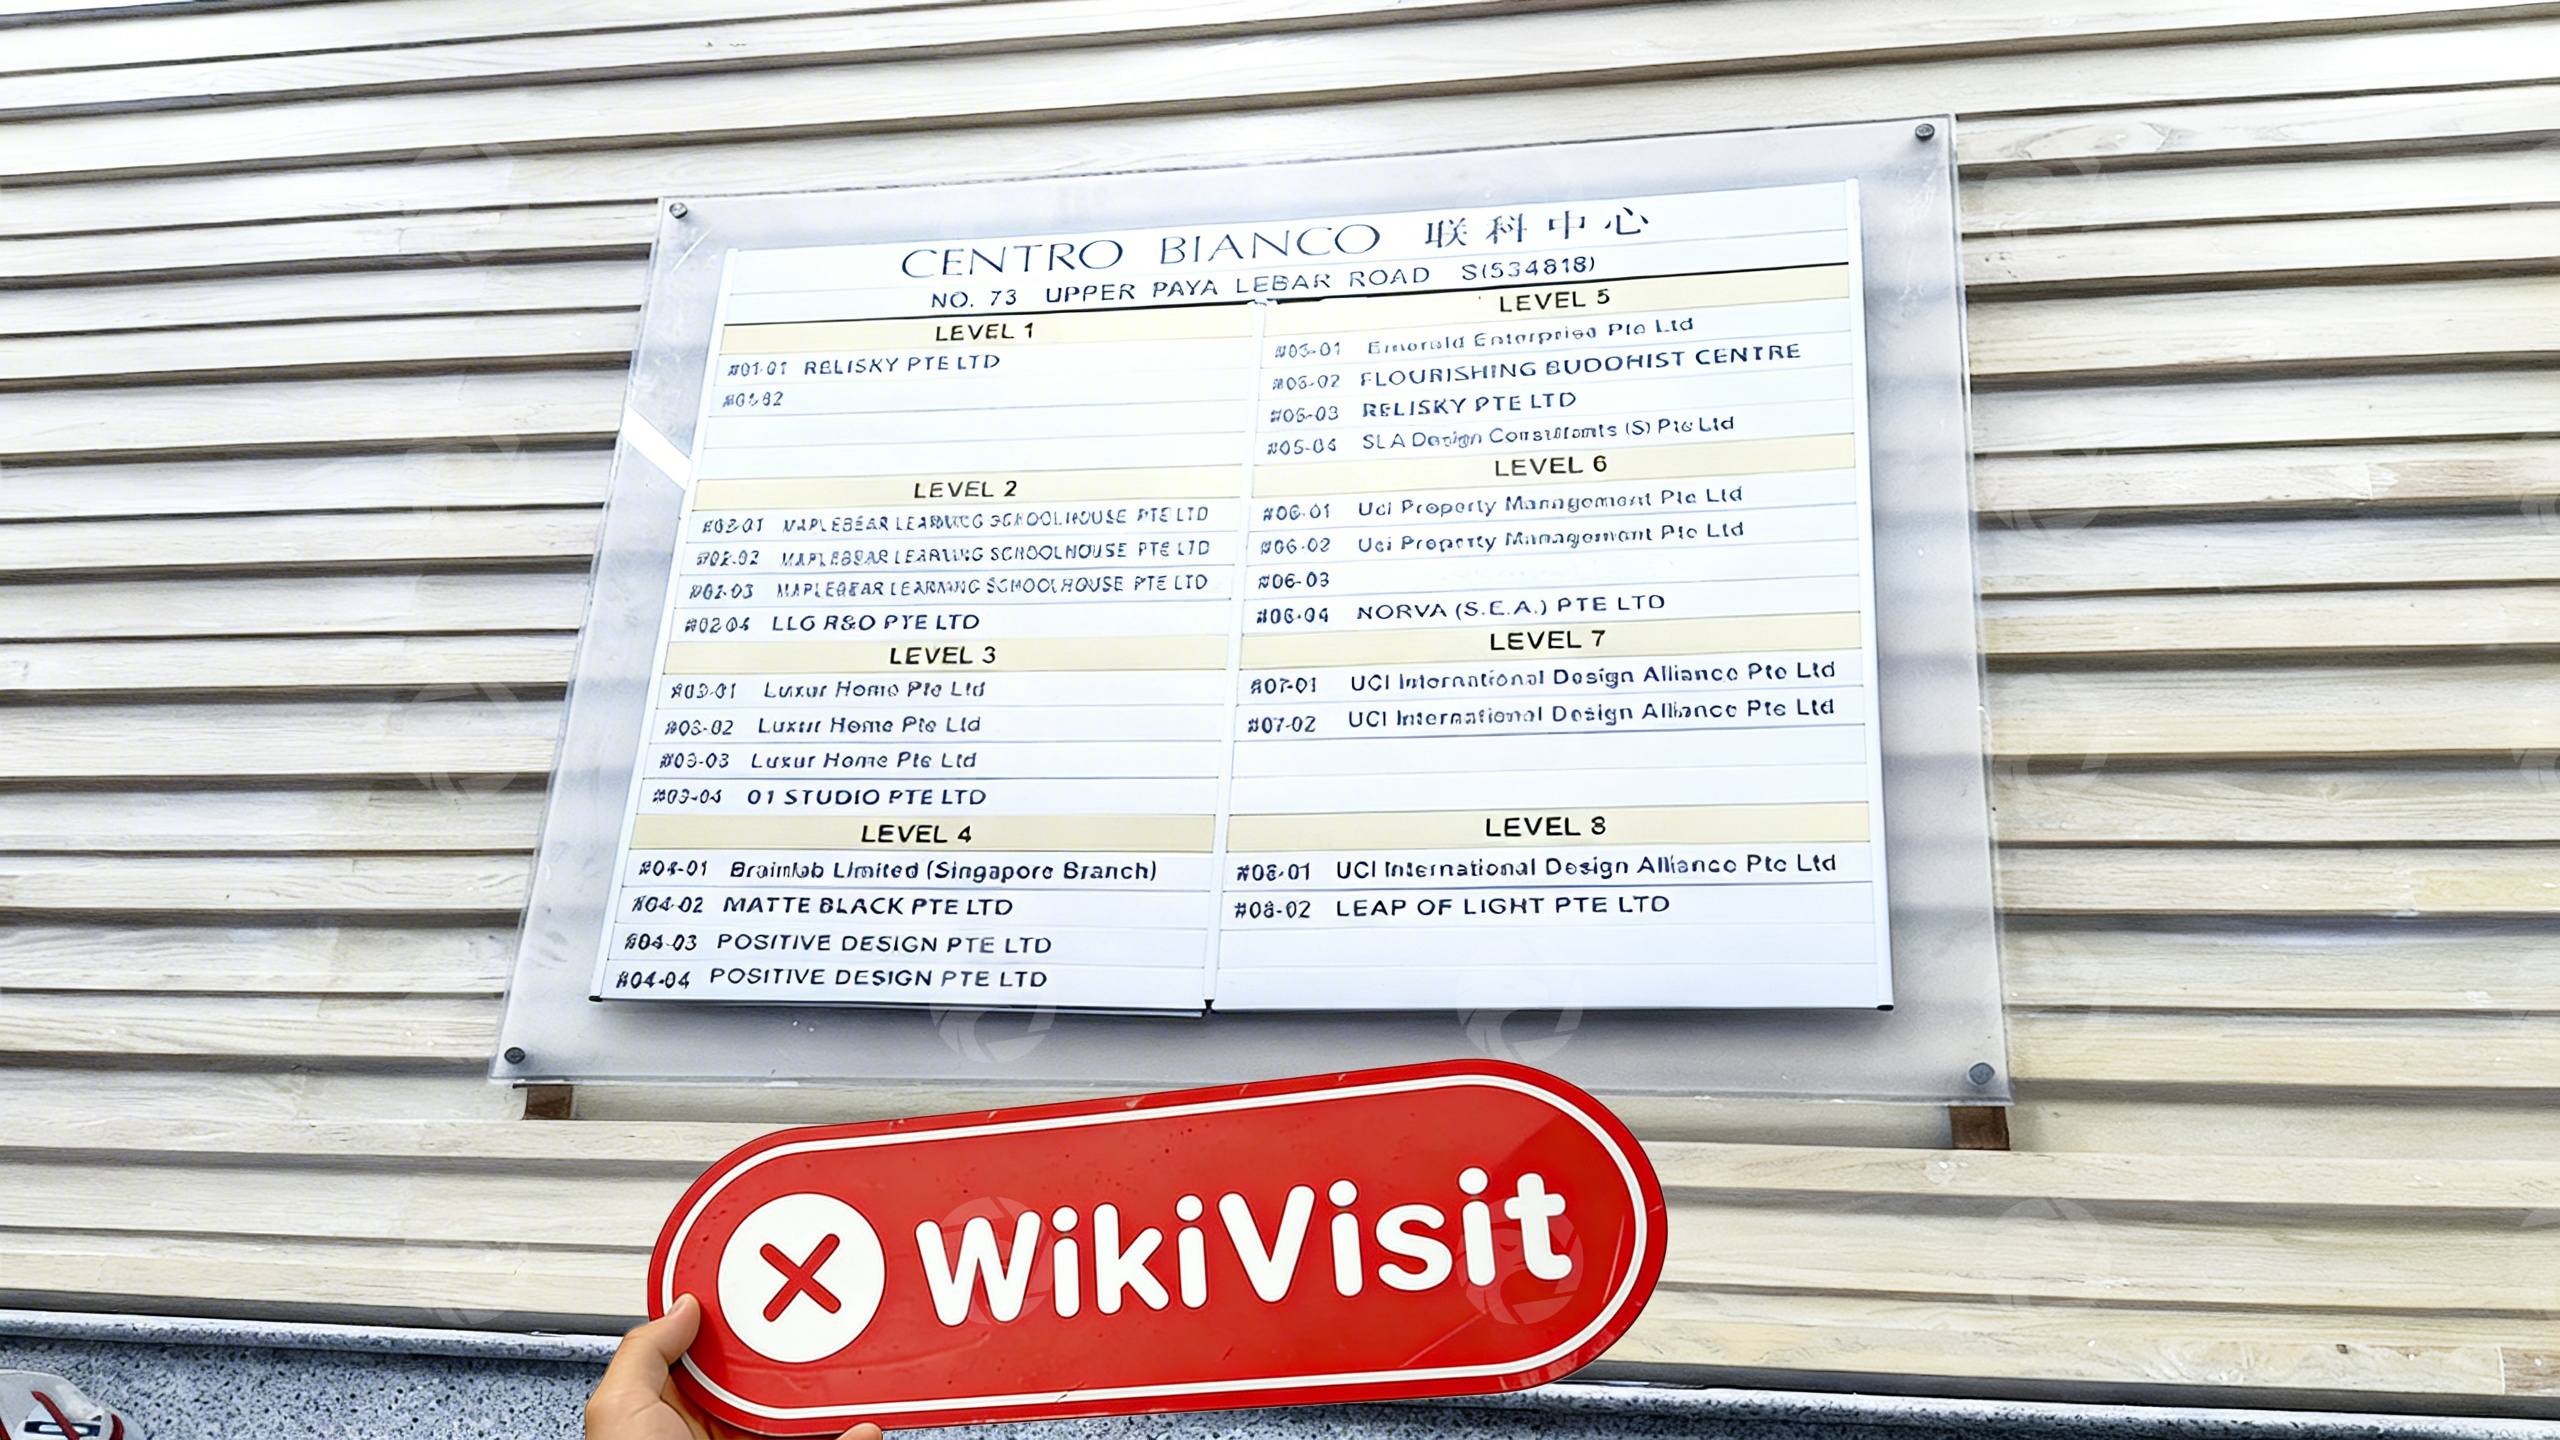 CENTRO BIANCO 联科中心
NO. 73 UPPER PAYA LEBAR ROAD S(534818)
LEVEL 1
#01-01 RELISKY PTE LTD
#01-02
LEVEL 2
#02-01 MAPLEBEAR LEARNING SCHOOLHOUSE PTE LTD
#02-02 MAPLEBEAR LEARNING SCHOOLHOUSE PTE LTD
#02-03 MAPLEBEAR LEARNING SCHOOLHOUSE PTE LTD
#02-04 R&D PTE LTD
LEVEL 3
#03-01 Luxur Home Pte Ltd
#03-02 Luxur Home Pte Ltd
#03-03 Luxur Home Pte Ltd
#03-04 01 STUDIO PTE LTD
LEVEL 4
#04-01 Brainlab Limited (Singapore Branch)
#04-02 MATTE BLACK PTE LTD
#04-03 POSITIVE DESIGN PTE LTD
#04-04 POSITIVE DESIGN PTE LTD
LEVEL 5
#05-01 Emerald Enterprise Pte Ltd
#05-02 FLOURISHING BUDDHIST CENTRE
#05-03 RELISKY PTE LTD
#05-04 SLA Design Consultants (S) Pte Ltd
LEVEL 6
#06-01 Uci Property Management Pte Ltd
#06-02 Uci Property Management Pte Ltd
#06-03
#06-04 NORVA (S.E.A.) PTE LTD
LEVEL 7
#07-01 UCI International Design Alliance Pte Ltd
#07-02 UCI International Design Alliance Pte Ltd
LEVEL 8
#08-01 UCI International Design Alliance Pte Ltd
#08-02 LEAP OF LIGHT PTE LTD
WikiVisit